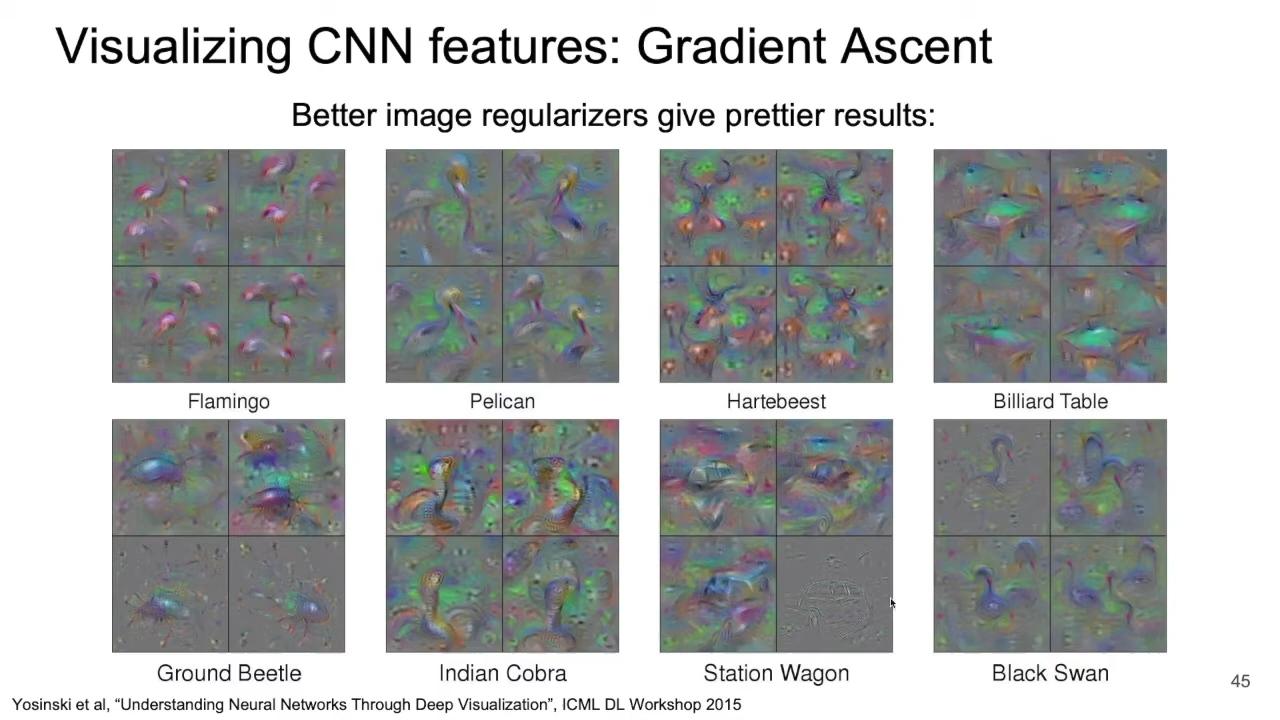 Visualizing CNN features: Gradient Ascent
Better image regularizers give prettier results:
Flamingo
Pelican
Hartebeest
Billiard Table
Ground Beetle
Indian Cobra
Station Wagon
Black Swan
45
Yosinski et al, “Understanding Neural Networks Through Deep Visualization”, ICML DL Workshop 2015